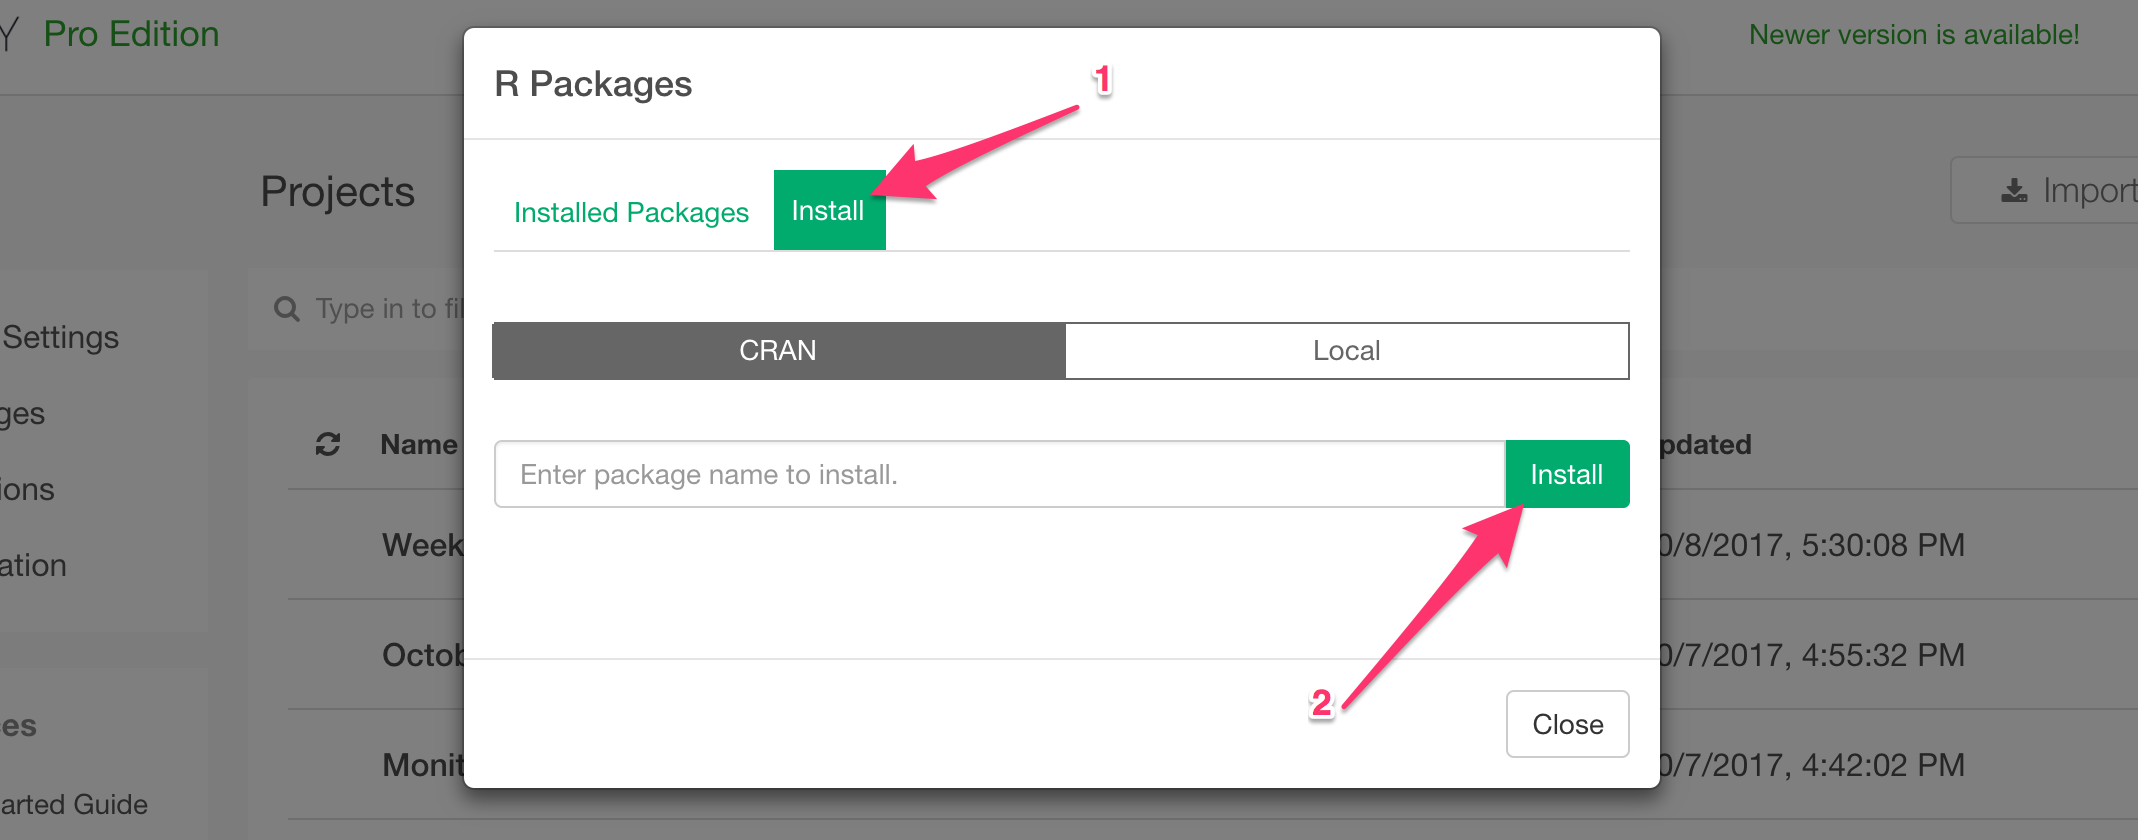 Y Pro Edition
Newer version is available!
R Packages
1
Projects
Installed Packages
Install
Import
Type in to fil
Settings
CRAN
Local
ges
Name
pdated
Enter package name to install.
Install
ions
Week
0/8/2017, 5:30:08 PM
ation
Octob
0/7/2017, 4:55:32 PM
2
Close
es
Monit
0/7/2017, 4:42:02 PM
arted Guide